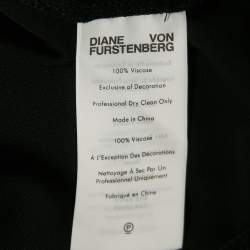 DIANE VON
FURSTENBERG
100% Viscose
Exclusive of Decoration
Professional Dry Clean Only
Made in China
100% Viscose
À L'Exception Des Décorations
Nettoyage À Sec Par Un
Professionnel Uniquement
Fabriqué en Chine
P